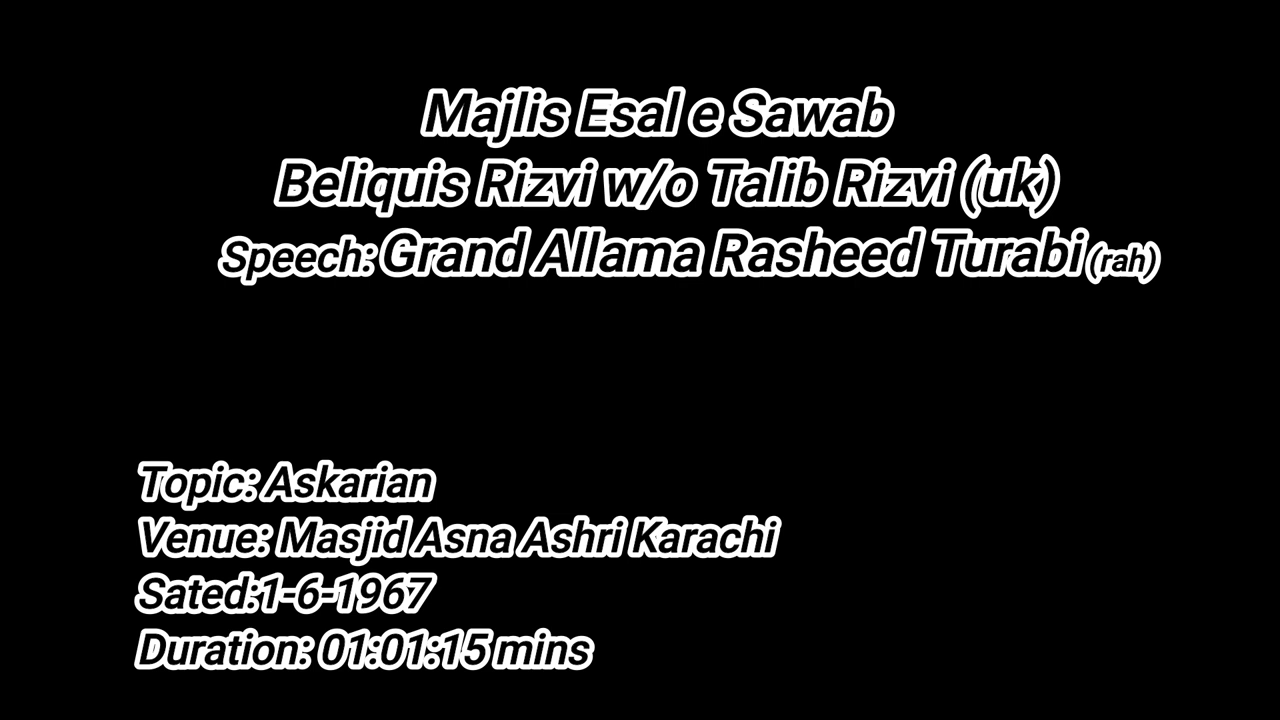 Majlis Esal e Sawab
Beliquis Rizvi w/o Talib Rizvi (uk)
Speech: Grand Allama Rasheed Turabi (rah)
Topic: Askarian
Venue: Masjid Asna Ashri Karachi
Sated:1-6-1967
Duration: 01:01:15 mins